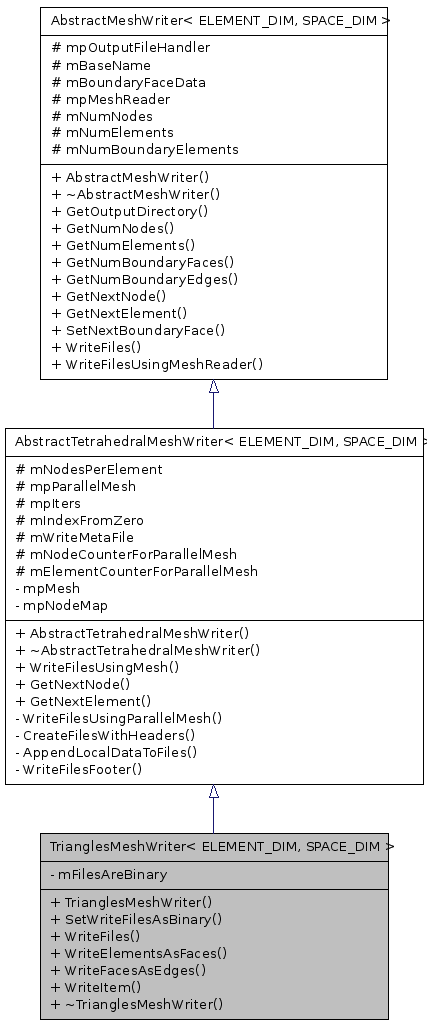 AbstractMeshWriter< ELEMENT_DIM, SPACE_DIM >
# mpOutputFileHandler
# mBaseName
# mBoundaryFaceData
# mpMeshReader
# mNumNodes
# mNumElements
# mNumBoundaryElements
+ AbstractMeshWriter()
+ ~AbstractMeshWriter()
+ GetOutputDirectory()
+ GetNumNodes()
+ GetNumElements()
+ GetNumBoundaryFaces()
+ GetNumBoundaryEdges()
+ GetNextNode()
+ GetNextElement()
+ SetNextBoundaryFace()
+ WriteFiles()
+ WriteFilesUsingMeshReader()
AbstractTetrahedralMeshWriter< ELEMENT_DIM, SPACE_DIM >
# mNodesPerElement
# mpParallelMesh
# mpIters
# mIndexFromZero
# mWriteMetaFile
# mNodeCounterForParallelMesh
# mElementCounterForParallelMesh
- mpMesh
- mpNodeMap
+ AbstractTetrahedralMeshWriter()
+ ~AbstractTetrahedralMeshWriter()
+ WriteFilesUsingMesh()
+ GetNextNode()
+ GetNextElement()
- WriteFilesUsingParallelMesh()
- CreateFilesWithHeaders()
- AppendLocalDataToFiles()
- WriteFilesFooter()
TrianglesMeshWriter< ELEMENT_DIM, SPACE_DIM >
- mFilesAreBinary
+ TrianglesMeshWriter()
+ SetWriteFilesAsBinary()
+ WriteFiles()
+ WriteElementsAsFaces()
+ WriteFacesAsEdges()
+ WriteItem()
+ ~TrianglesMeshWriter()